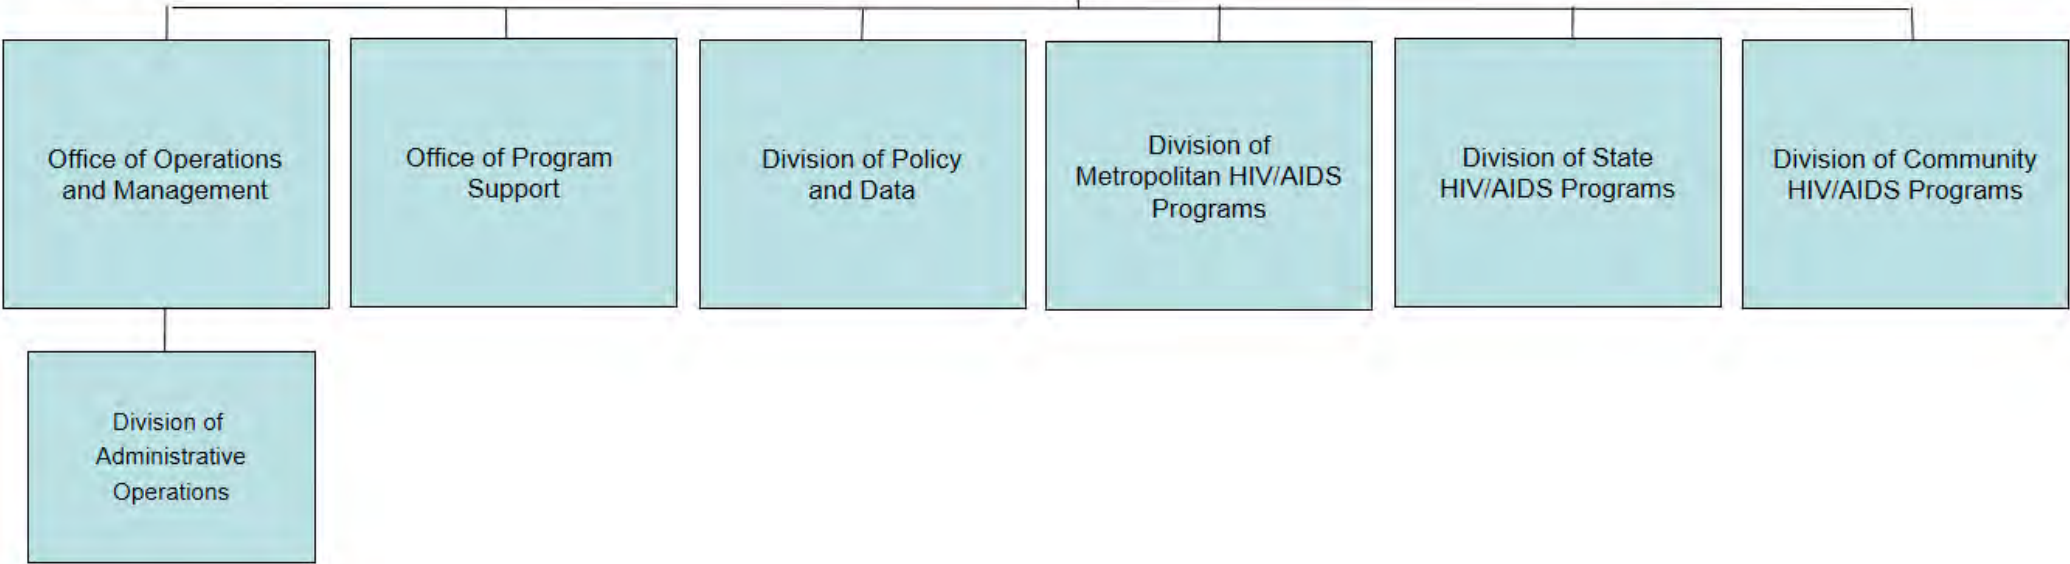 Office of Operations
and Management
Office of Program
Support
Division of Policy
and Data
Division of
Metropolitan HIV/AIDS
Programs
Division of State
HIV/AIDS Programs
Division of Community
HIV/AIDS Programs
Division of
Administrative
Operations